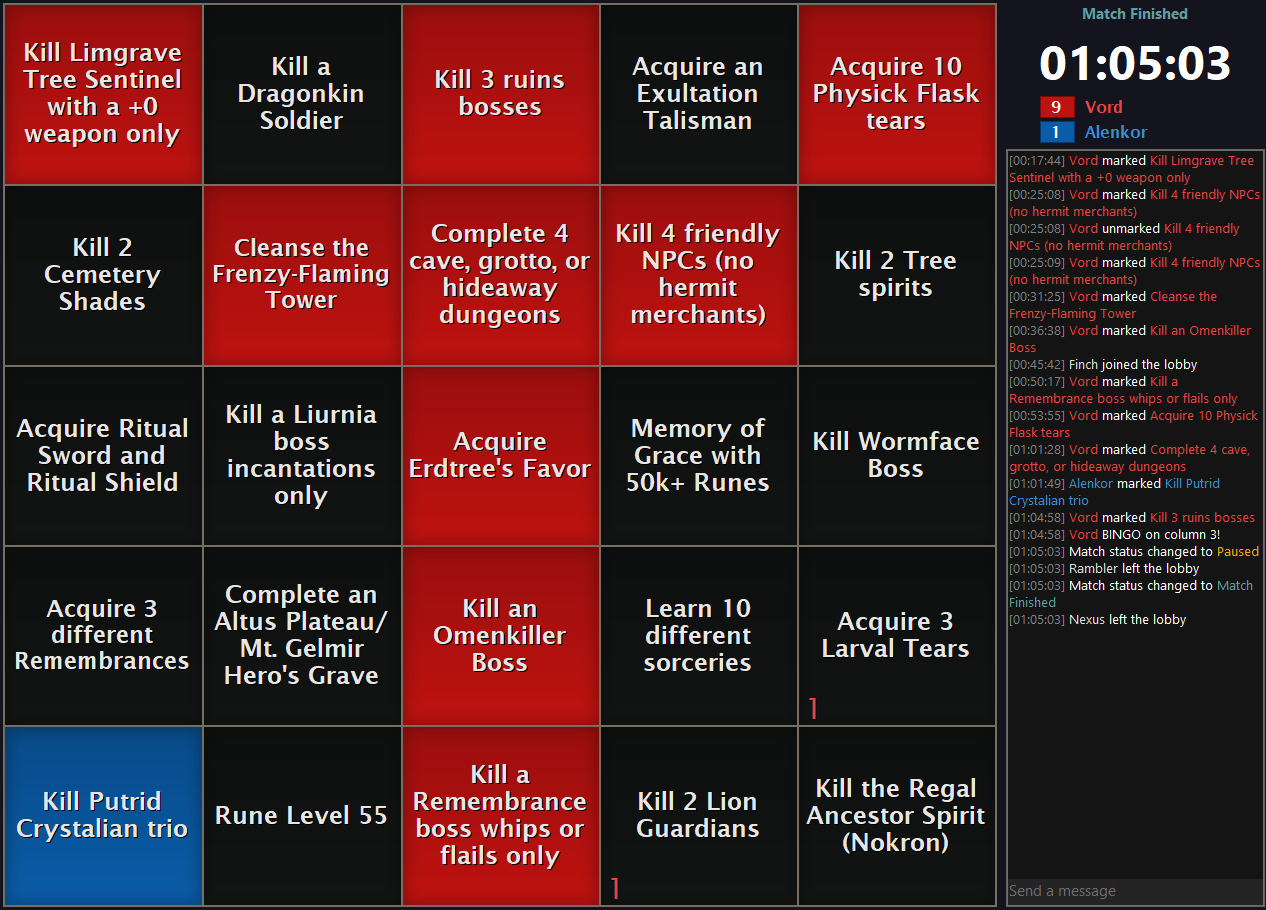 Kill Limgrave
Tree Sentinel
with a +0
weapon only
Kill a
Dragonkin
Soldier
Kill 3 ruins
bosses
Acquire an
Exultation
Talisman
Acquire 10
Physick Flask
tears
Kill 2
Cemetery
Shades
Cleanse the
Frenzy-Flaming
Tower
Complete 4
cave, grotto, or
hideaway
dungeons
Kill 4 friendly
NPCs (no
hermit
merchants)
Kill 2 Tree
spirits
Acquire Ritual
Sword and
Ritual Shield
Kill a Liurnia
boss
incantations
only
Acquire
Erdtree's Favor
Memory of
Grace with
50k+ Runes
Kill Wormface
Boss
Acquire 3
different
Remembrances
Complete an
Altus Plateau/
Mt. Gelmir
Hero's Grave
Kill an
Omenkiller
Boss
Learn 10
different
sorceries
Acquire 3
Larval Tears
1
Kill Putrid
Crystalian trio
Rune Level 55
Kill a
Remembrance
boss whips or
flails only
Kill 2 Lion
Guardians
1
Kill the Regal
Ancestor Spirit
(Nokron)
Match Finished
01:05:03
9 Vord
1 Alenkor
[00:17:44] Vord marked Kill Limgrave Tree
Sentinel with a +0 weapon only
[00:25:08] Vord marked Kill 4 friendly NPCs
(no hermit merchants)
[00:25:08] Vord unmarked Kill 4 friendly
NPCs (no hermit merchants)
[00:25:09] Vord marked Kill 4 friendly NPCs
(no hermit merchants)
[00:31:25] Vord marked Cleanse the
Frenzy-Flaming Tower
[00:36:38] Vord marked Kill an Omenkiller
Boss
[00:45:42] Finch joined the lobby
[00:50:17] Vord marked Kill a
Remembrance boss whips or flails only
[00:53:55] Vord marked Acquire 10 Physick
Flask tears
[01:01:28] Vord marked Complete 4 cave,
grotto, or hideaway dungeons
[01:01:49] Alenkor marked Kill Putrid
Crystalian trio
[01:04:58] Vord marked Kill 3 ruins bosses
[01:04:58] Vord BINGO on column 3!
[01:05:03] Match status changed to Paused
[01:05:03] Rambler left the lobby
[01:05:03] Match status changed to Match
Finished
[01:05:03] Nexus left the lobby
Send a message